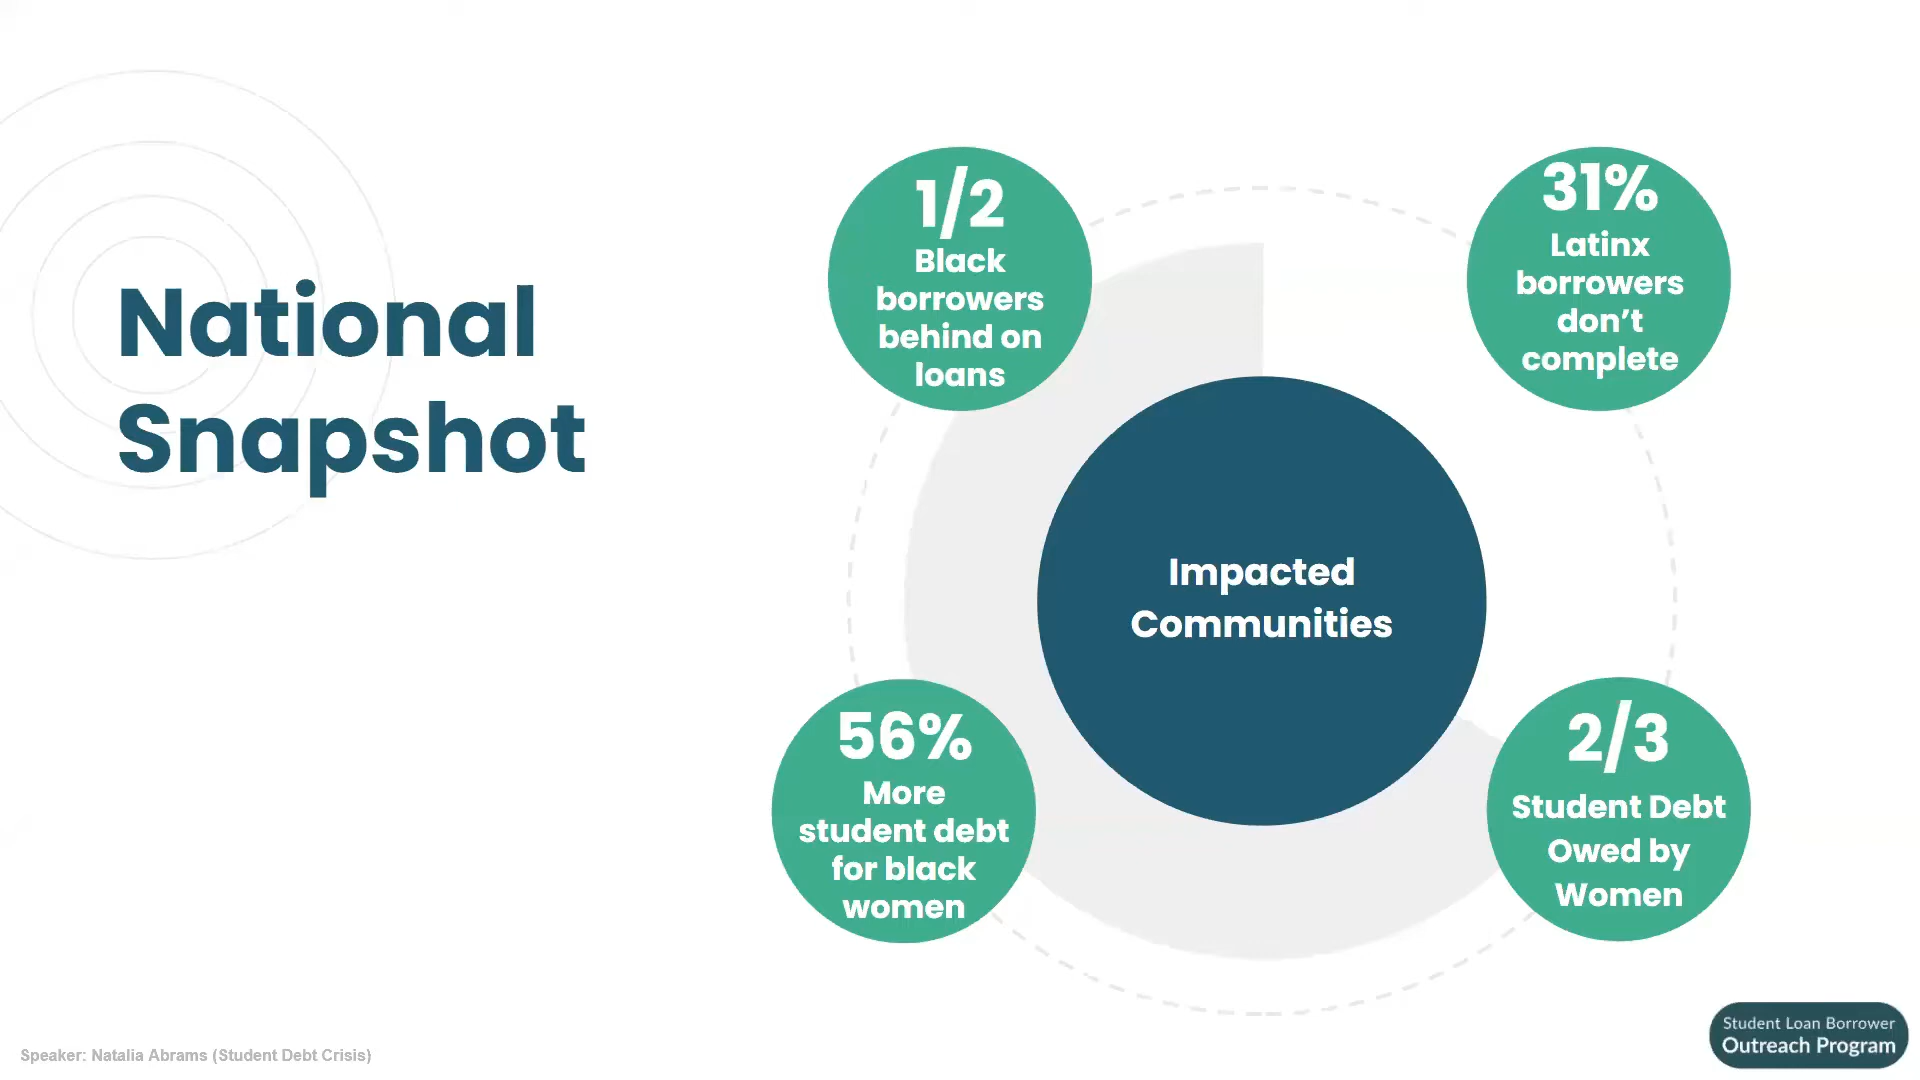 National
Snapshot
1/2
Black
borrowers
behind on
loans
31%
Latinx
borrowers
don’t
complete
Impacted
Communities
56%
More
student debt
for black
women
2/3
Student Debt
Owed by
Women
Speaker: Natalia Abrams (Student Debt Crisis)
Student Loan Borrower
Outreach Program